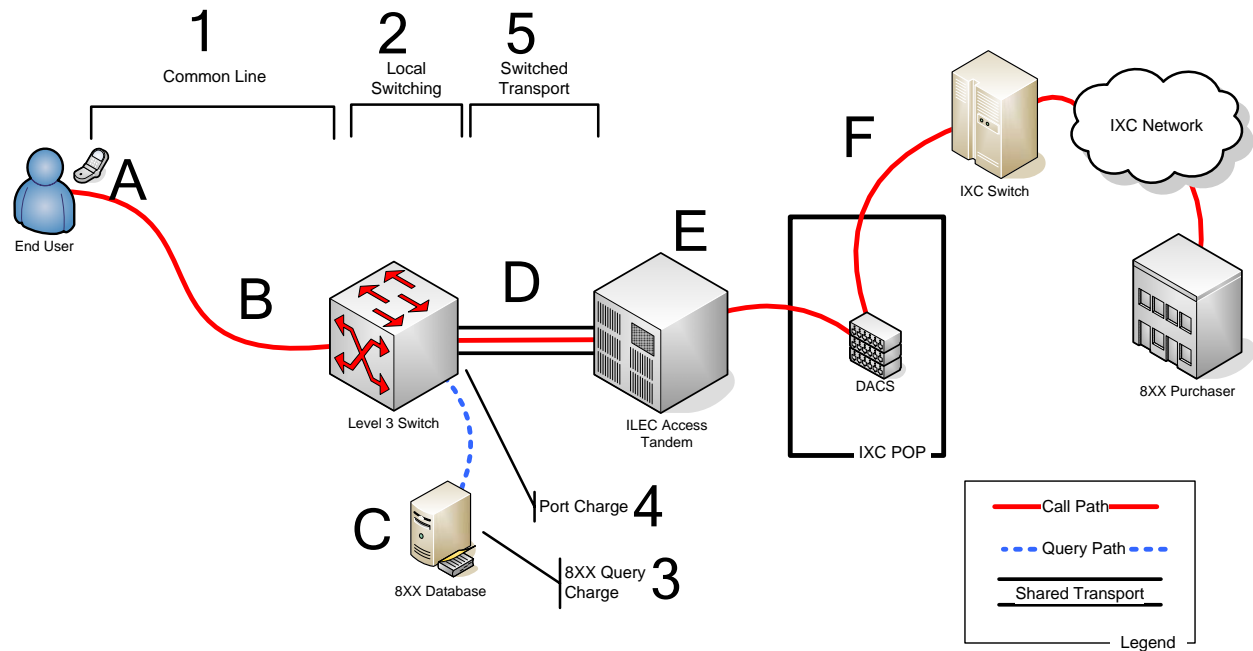 1
Common Line
2
Local
Switching
5
Switched
Transport
A
End User
B
Level 3 Switch
D
E
ILEC Access
Tandem
F
DACS
IXC POP
IXC Switch
IXC Network
8XX Purchaser
C
8XX Database
Port Charge
4
8XX Query
Charge
3
Call Path
Query Path
Shared Transport
Legend